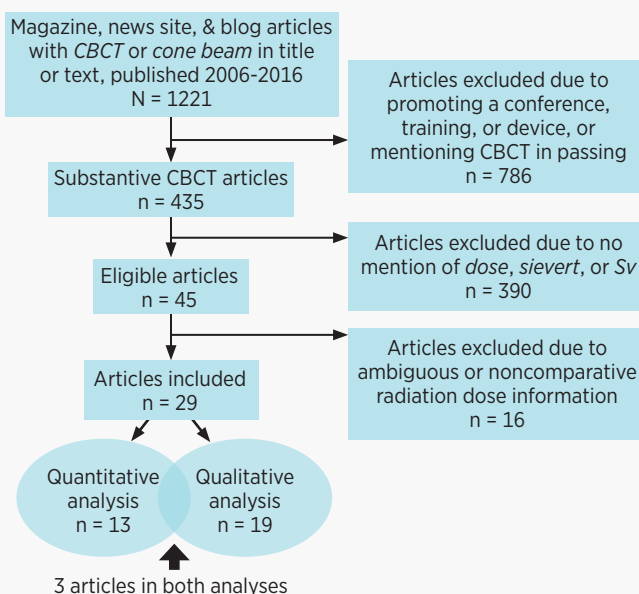 Magazine, news site, & blog articles
with CBCT or cone beam in title
or text, published 2006-2016
N = 1221
Articles excluded due to
promoting a conference,
training, or device, or
mentioning CBCT in passing
n = 786
Substantive CBCT articles
n = 435
Articles excluded due to no
mention of dose, sievert, or Sv
n = 390
Eligible articles
n = 45
Articles excluded due to
ambiguous or noncomparative
radiation dose information
n = 16
Articles included
n = 29
Quantitative
analysis
n = 13
Qualitative
analysis
n = 19
3 articles in both analyses